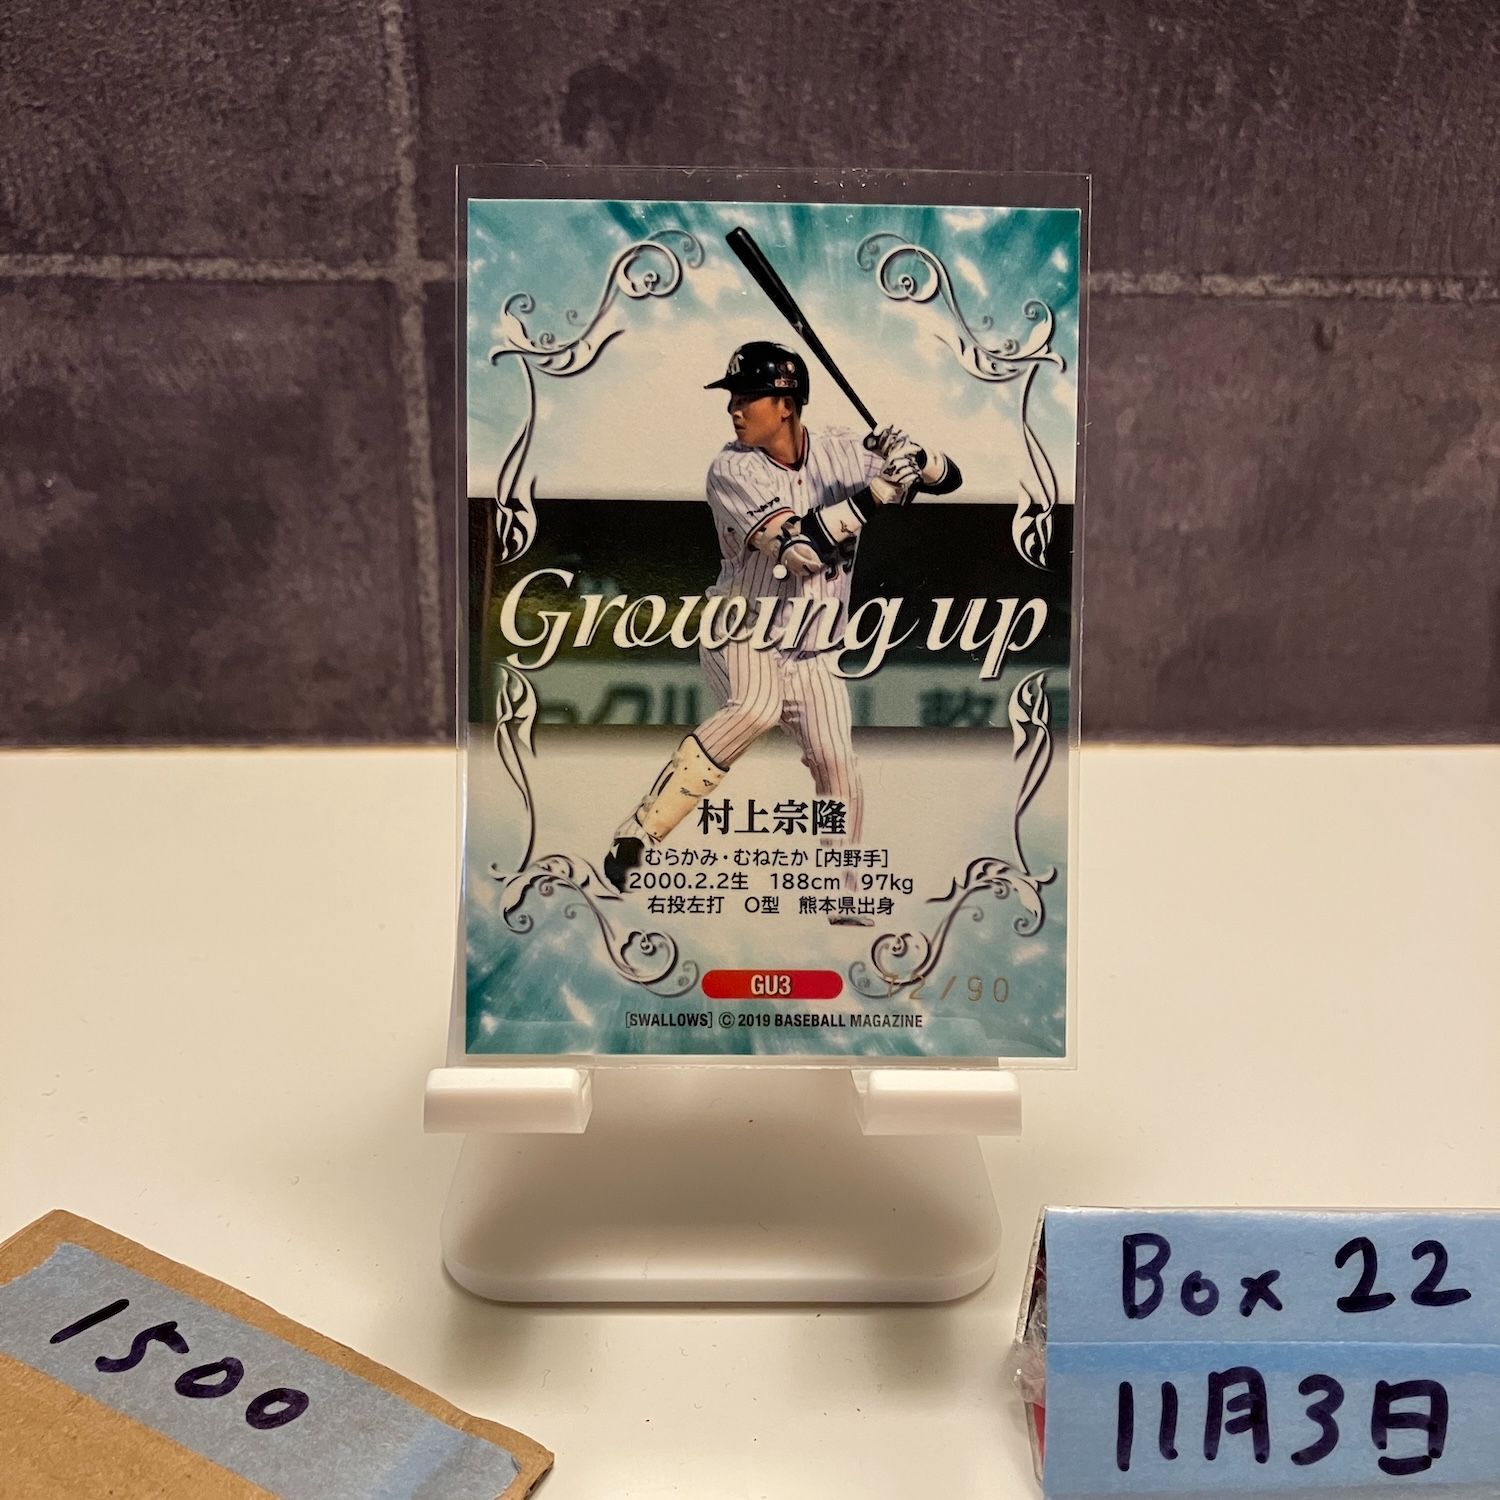 Growing up
村上宗隆
むらかみ・むねたか [内野手]
2000.2.2生 188cm 97kg
右投左打 O型 熊本県出身
GU3
72/90
[SWALLOWS] © 2019 BASEBALL MAGAZINE
1500
Box 22
11月3日